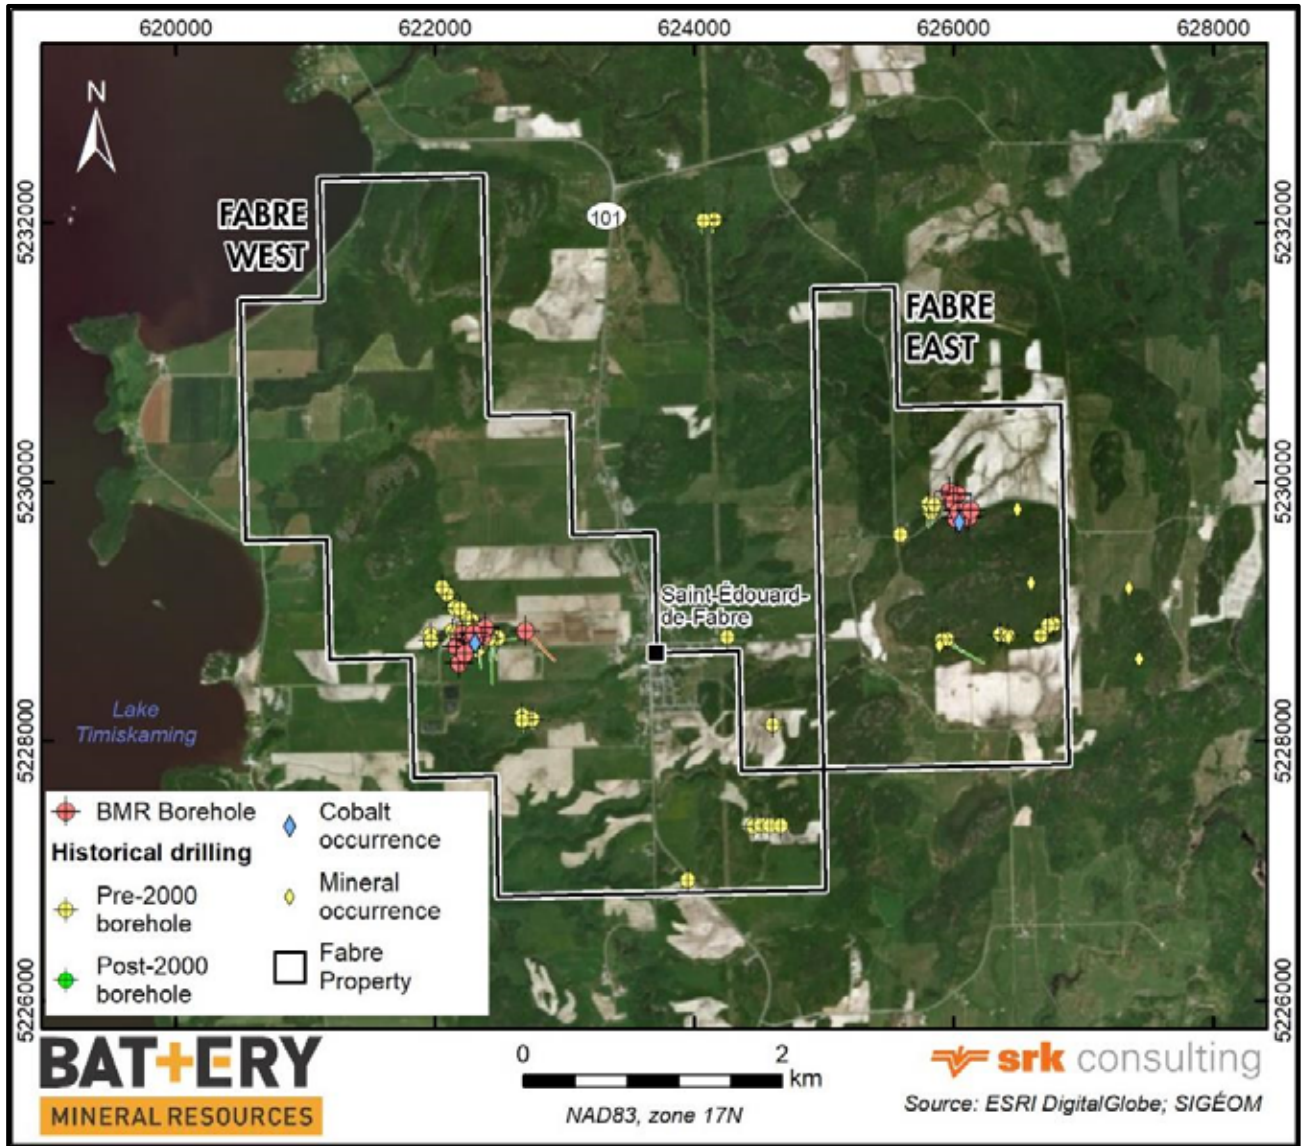 620000 622000 624000 626000 628000
N
FABRE
WEST
101
5232000
5232000
FABRE
EAST
5230000
5230000
Saint-Édouard-
de-Fabre
Lake
Timiskaming
5228000
5228000
BMR Borehole
Historical drilling
Pre-2000
borehole
Post-2000
borehole
Cobalt
occurrence
Mineral
occurrence
Fabre
Property
5226000
5226000
BATTERY
MINERAL RESOURCES
0 2
km
NAD83, zone 17N
srk consulting
Source: ESRI DigitalGlobe; SIGÉOM